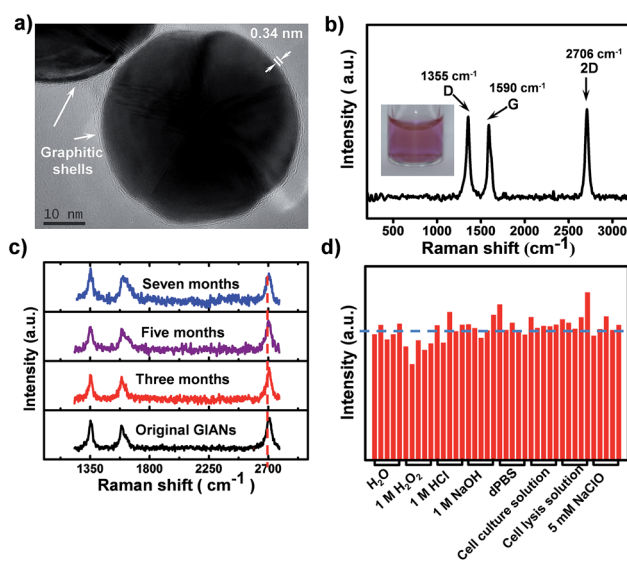 a)
0.34 nm
Graphitic
shells
10 nm
b)
Intensity (a.u.)
1355 cm-1
D
1590 cm-1
G
2706 cm-1
2D
500 1000 1500 2000 2500 3000
Raman shift (cm-1)
c)
Intensity (a.u.)
Seven months
Five months
Three months
Original GIANs
1350 1800 2250 2700
Raman shift ( cm-1)
d)
Intensity (a.u.)
H2O
1 M H2O2
1 M HCl
1 M NaOH
dPBS
Cell culture solution
Cell lysis solution
5 mM NaClO